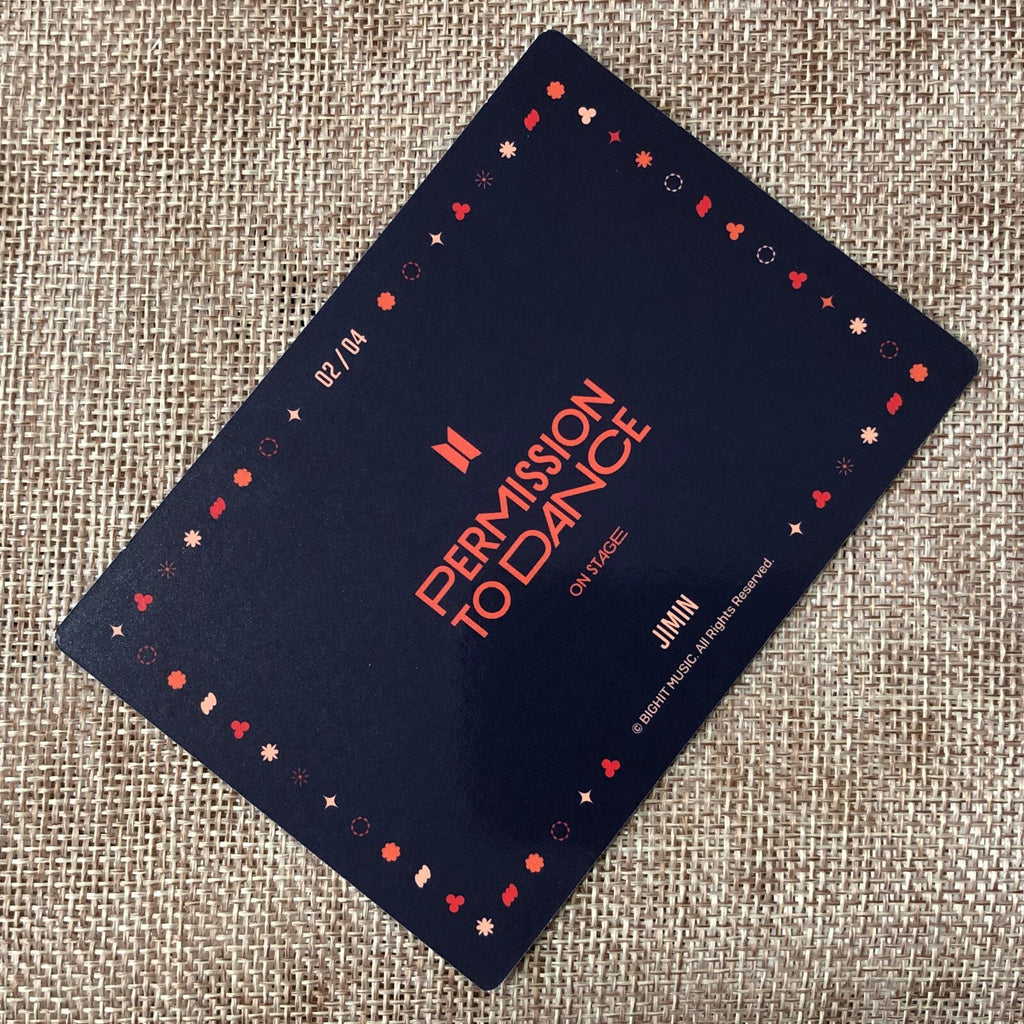 02 / 04
PERMISSION
TO DANCE
ON STAGE
JIMIN
© BIGHIT MUSIC. All Rights Reserved.